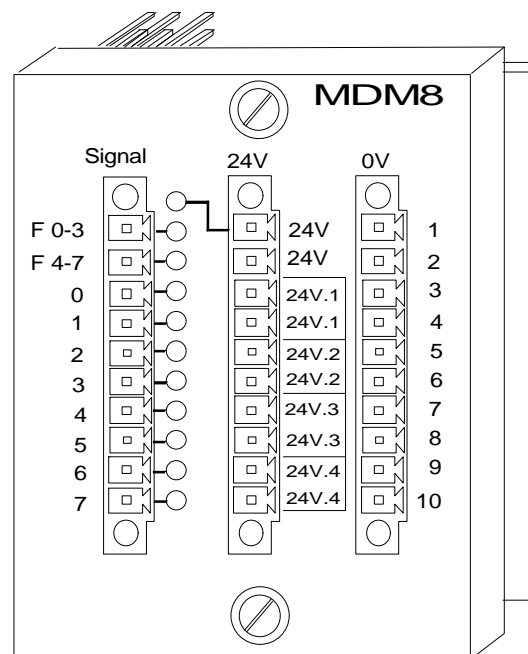 MDM8
Signal 24V 0V
F 0-3 24V 1
F 4-7 24V 2
0 24V.1 3
1 24V.1 4
2 24V.2 5
3 24V.2 6
4 24V.3 7
5 24V.3 8
6 24V.4 9
7 24V.4 10